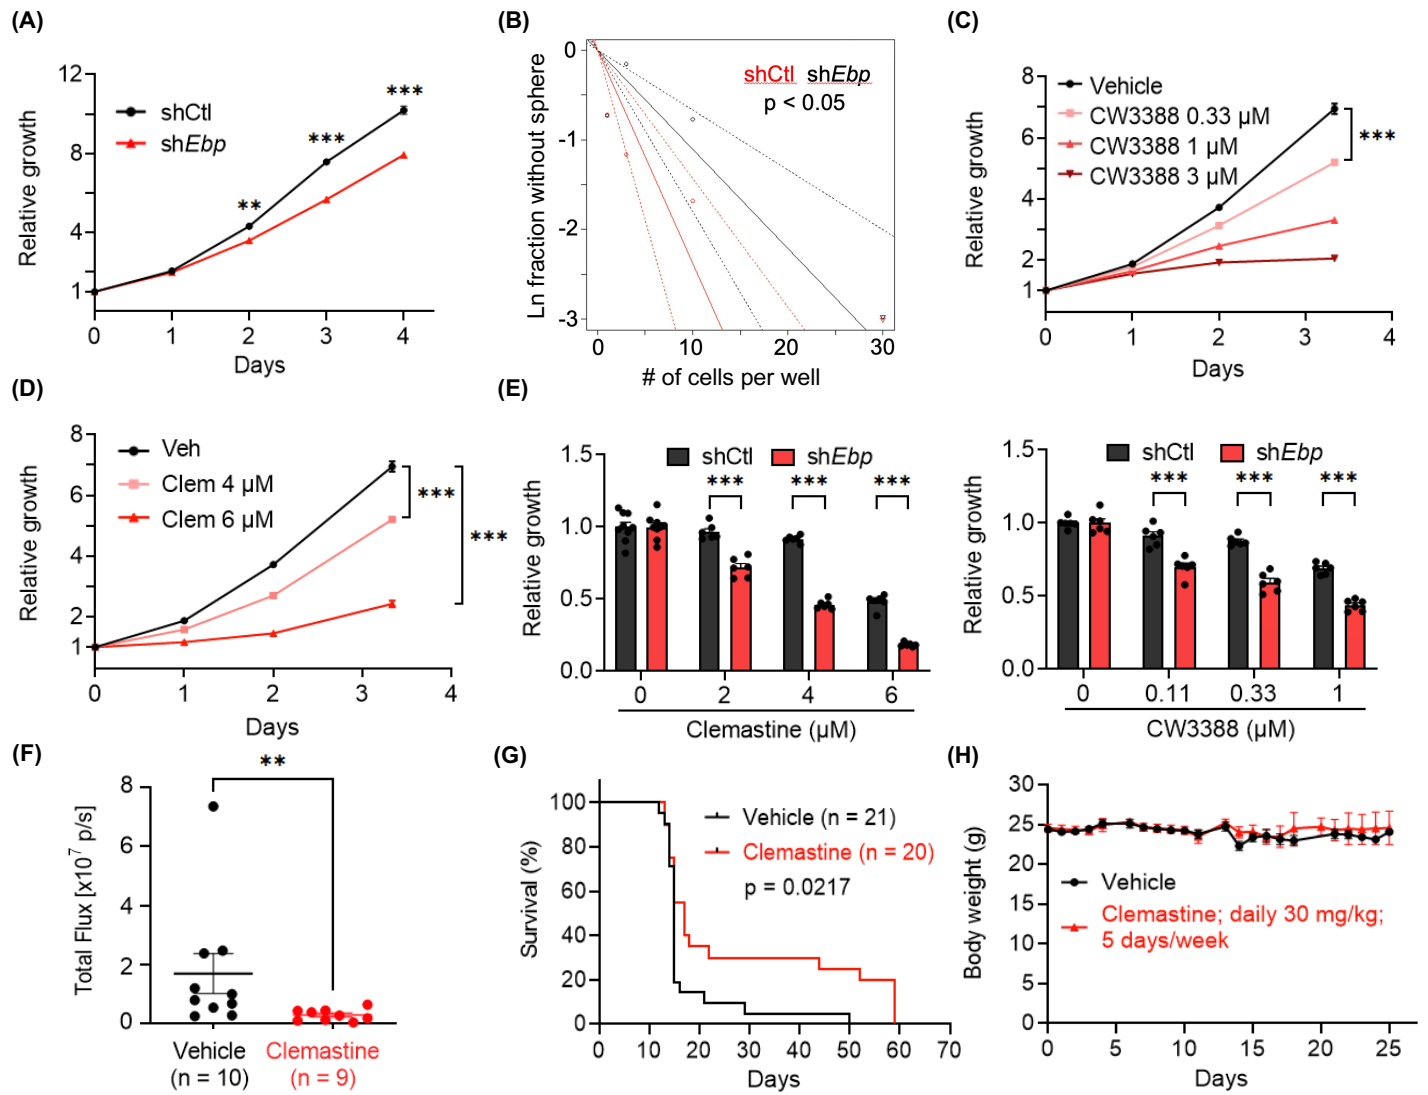 (A)
12
8
4
1
Relative growth
shCtl
shEbp
**
***
***
0 1 2 3 4
Days
(B)
0
-1
-2
-3
Ln fraction without sphere
shCtl shEbp
p < 0.05
0 10 20 30
# of cells per well
(C)
8
6
4
2
1
Relative growth
Vehicle
CW3388 0.33 µM
CW3388 1 µM
CW3388 3 µM
***
0 1 2 3 4
Days
(D)
8
6
4
2
1
Relative growth
Veh
Clem 4 µM
Clem 6 µM
***
***
0 1 2 3 4
Days
(E)
1.5
1.0
0.5
0.0
Relative growth
shCtl shEbp
*** *** ***
0 2 4 6
Clemastine (µM)
1.5
1.0
0.5
0.0
Relative growth
shCtl shEbp
*** *** ***
0 0.11 0.33 1
CW3388 (µM)
(F)
8
6
4
2
0
Total Flux [x10⁷ p/s]
**
Vehicle
(n = 10)
Clemastine
(n = 9)
(G)
100
80
60
40
20
0
Survival (%)
Vehicle (n = 21)
Clemastine (n = 20)
p = 0.0217
0 10 20 30 40 50 60 70
Days
(H)
30
25
20
15
10
5
0
Body weight (g)
Vehicle
Clemastine; daily 30 mg/kg;
5 days/week
0 5 10 15 20 25
Days